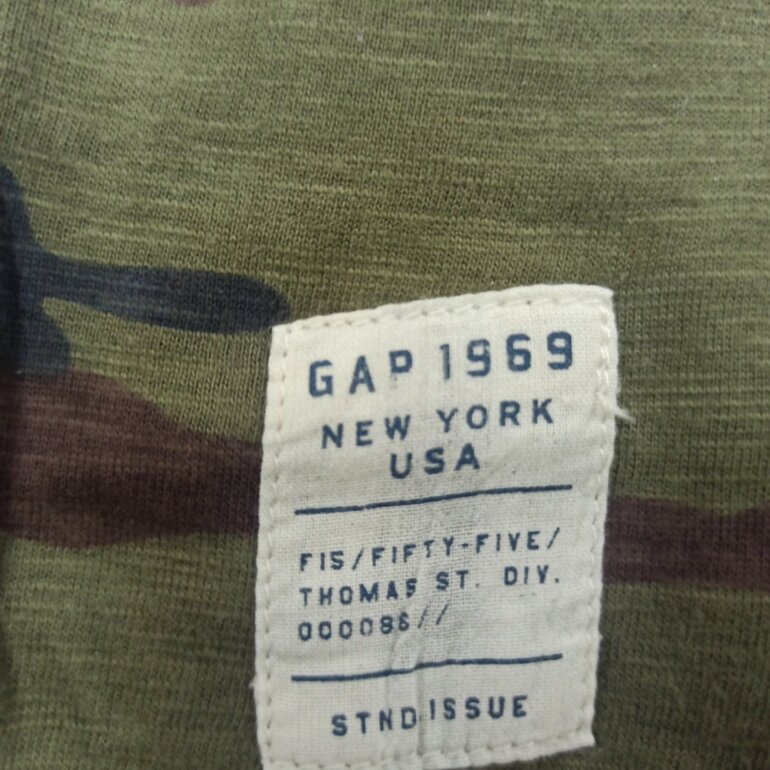 GAP 1969
NEW YORK
USA
F15/FIFTY-FIVE/
THOMAS ST. DIV.
000086//
STND ISSUE